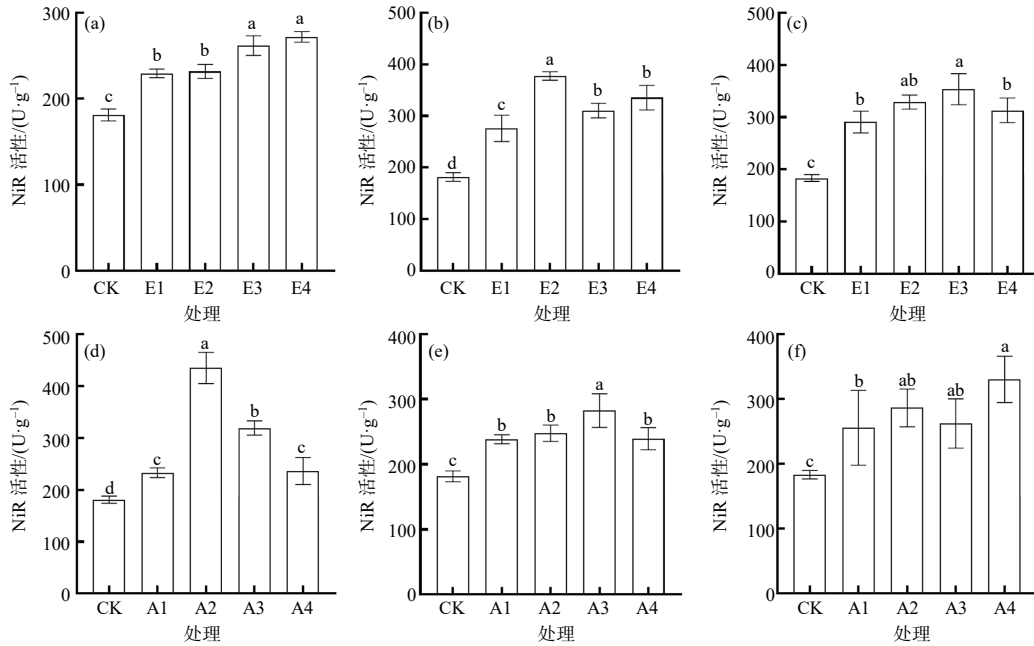 (a)
NiR 活性/(U·g⁻¹)
300
200
100
0
c
b
b
a
a
CK E1 E2 E3 E4
处理
(b)
NiR 活性/(U·g⁻¹)
500
400
300
200
100
0
d
c
a
b
b
CK E1 E2 E3 E4
处理
(c)
NiR 活性/(U·g⁻¹)
500
400
300
200
100
0
c
b
ab
a
b
CK E1 E2 E3 E4
处理
(d)
NiR 活性/(U·g⁻¹)
500
400
300
200
100
0
d
c
a
b
c
CK A1 A2 A3 A4
处理
(e)
NiR 活性/(U·g⁻¹)
400
300
200
100
0
c
b
b
a
b
CK A1 A2 A3 A4
处理
(f)
NiR 活性/(U·g⁻¹)
400
300
200
100
0
c
b
ab
ab
a
CK A1 A2 A3 A4
处理